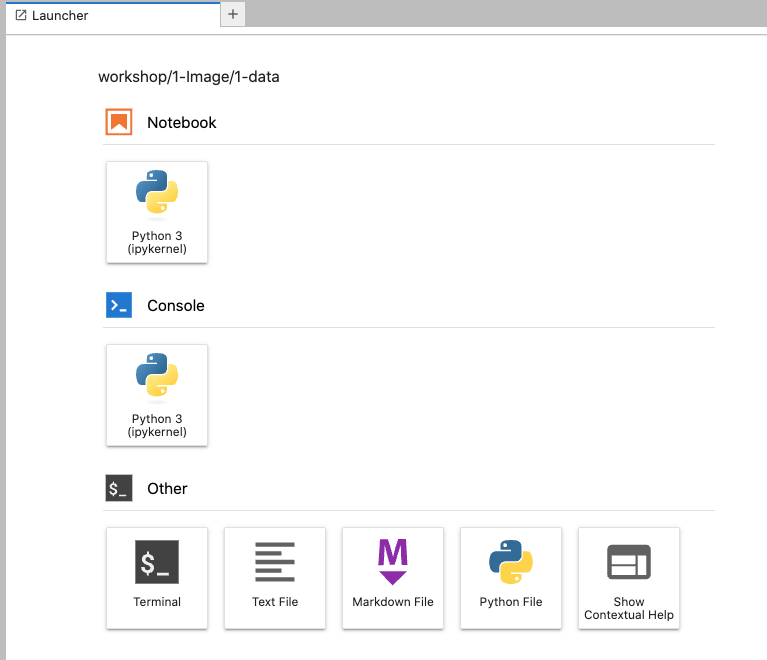 Launcher
+
workshop/1-Image/1-data
Notebook
Python 3
(ipykernel)
Console
Python 3
(ipykernel)
$_ Other
$_
Terminal
Text File
M
Markdown File
Python File
Show
Contextual Help